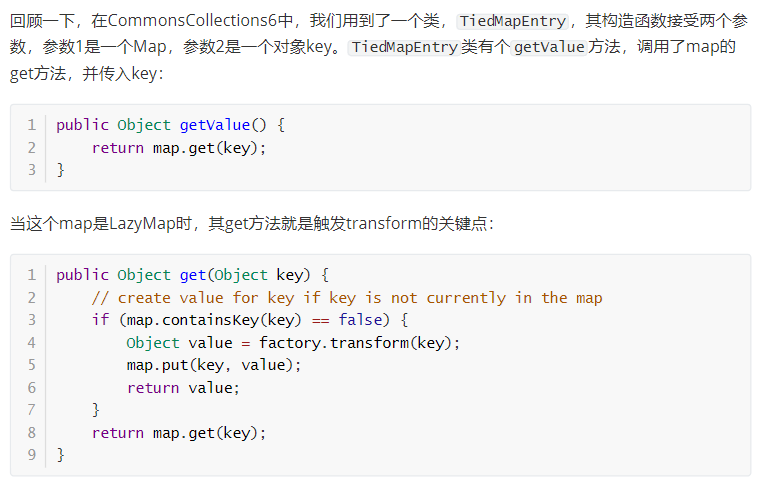 回顾一下，在CommonsCollections6中，我们用到了一个类，TiedMapEntry，其构造函数接受两个参
数，参数1是一个Map，参数2是一个对象key。TiedMapEntry类有个getValue方法，调用了map的
get方法，并传入key：
1 public Object getValue() {
2     return map.get(key);
3 }
当这个map是LazyMap时，其get方法就是触发transform的关键点：
1 public Object get(Object key) {
2     // create value for key if key is not currently in the map
3     if (map.containsKey(key) == false) {
4         Object value = factory.transform(key);
5         map.put(key, value);
6         return value;
7     }
8     return map.get(key);
9 }